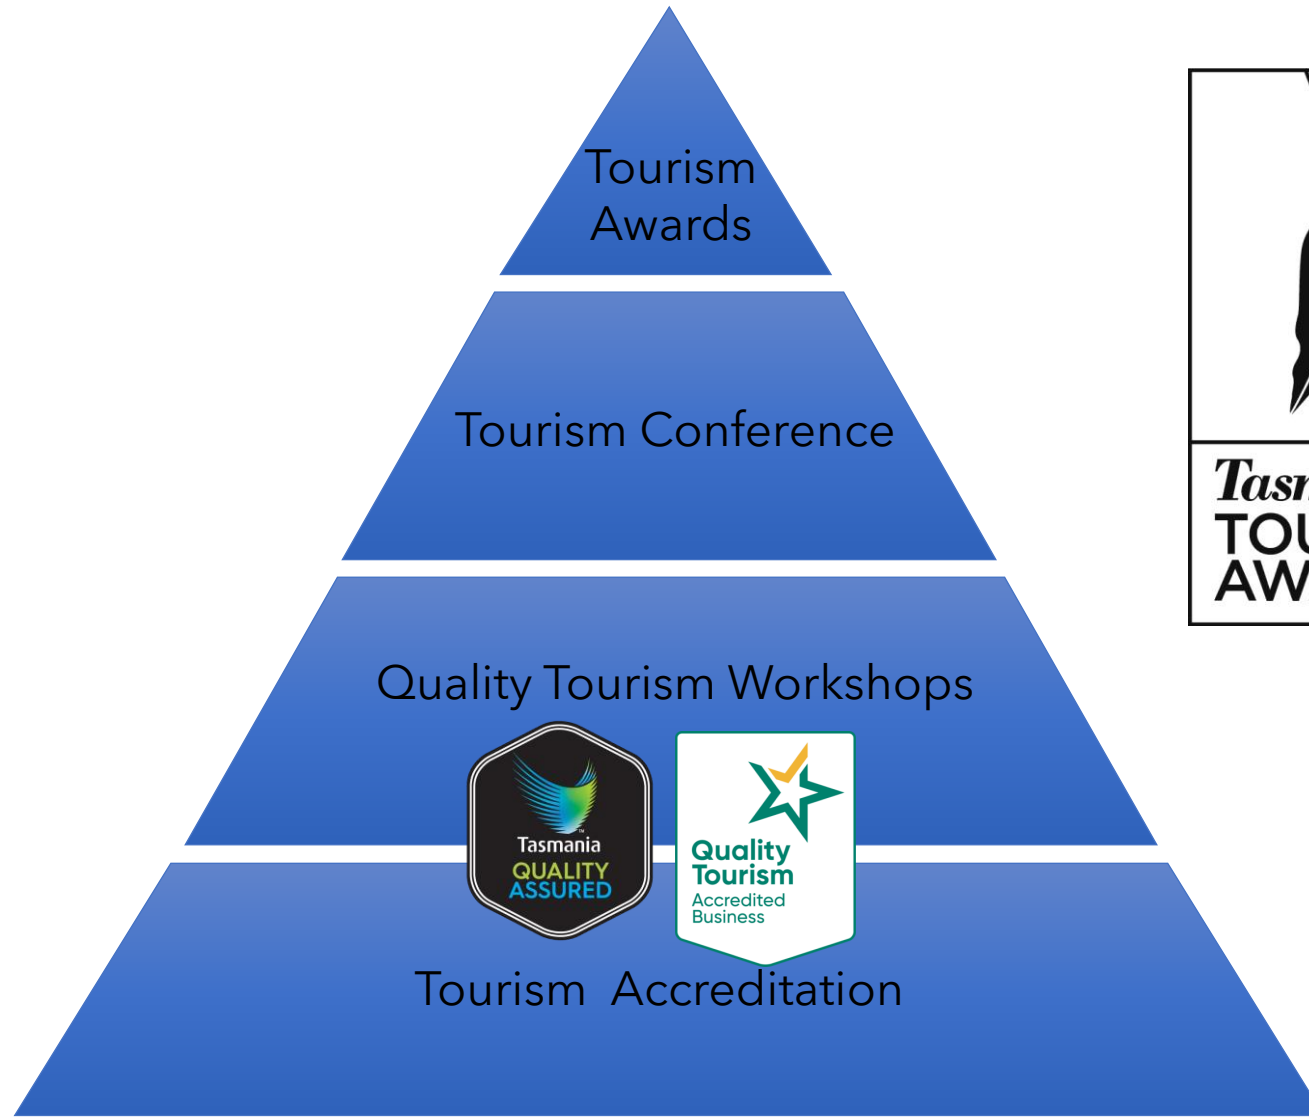 Tourism
Awards
Tourism Conference
Quality Tourism Workshops
Tasmania
QUALITY
ASSURED
Quality
Tourism
Accredited
Business
Tourism Accreditation